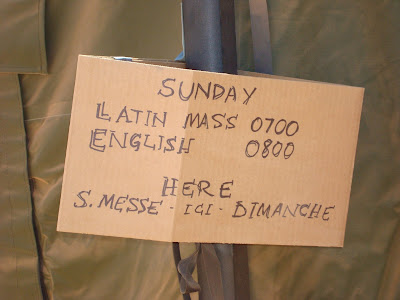 SUNDAY
LATIN MASS 0700
ENGLISH 0800
HERE
S. MESSE - ICI - DIMANCHE